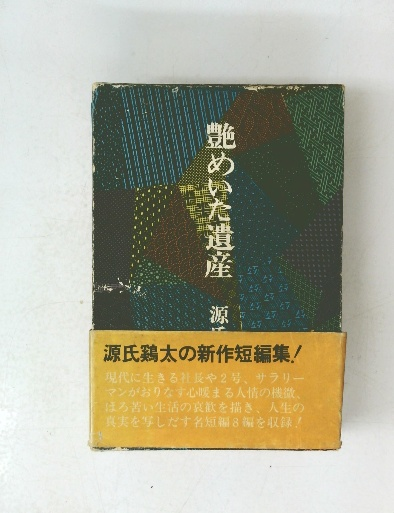 艶めいた遺産
源氏
源氏鶏太の新作短編集!
現代に生きる社長や2号、サラリー
マンがおりなす心暖まる人情の機微、
ほろ苦い生活の哀歓を描き、人生の
真実を写しだす名短編8編を収録!